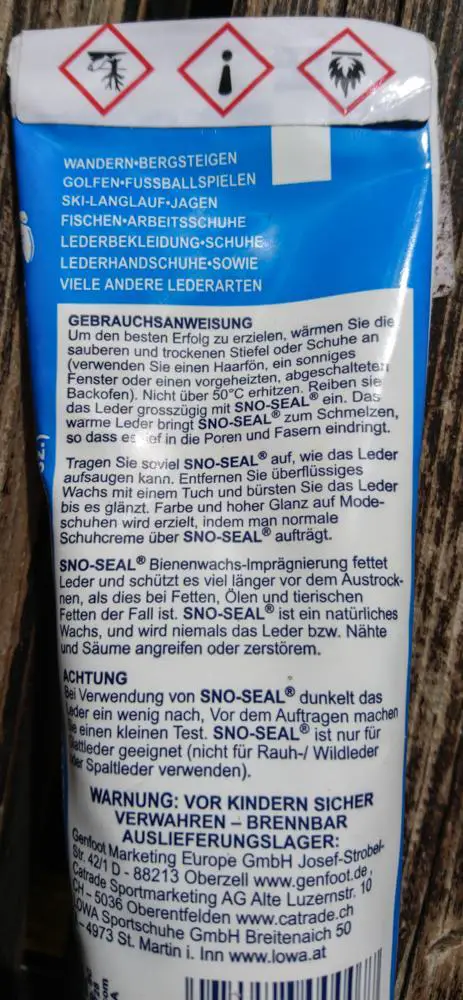 WANDERN•BERGSTEIGEN
GOLFEN•FUSSBALLSPIELEN
SKI-LANGLAUF•JAGEN
FISCHEN•ARBEITSSCHUHE
LEDERBEKLEIDUNG•SCHUHE
LEDERHANDSCHUHE•SOWIE
VIELE ANDERE LEDERARTEN
GEBRAUCHSANWEISUNG
Um den besten Erfolg zu erzielen, wärmen Sie die
sauberen und trockenen Stiefel oder Schuhe an
(verwenden Sie einen Haarfön, ein sonniges
Fenster oder einen vorgeheizten, abgeschalteten
Backofen). Nicht über 50°C erhitzen. Reiben sie
das Leder grosszügig mit SNO-SEAL® ein. Das
warme Leder bringt SNO-SEAL® zum Schmelzen,
so dass es in die Poren und Fasern eindringt.
Tragen Sie soviel SNO-SEAL® auf, wie das Leder
aufsaugen kann. Entfernen Sie überflüssiges
Wachs mit einem Tuch und bürsten Sie das Leder
bis es glänzt. Farbe und hoher Glanz auf Mode-
schuhen wird erzielt, indem man normale
Schuhcreme über SNO-SEAL® aufträgt.
SNO-SEAL® Bienenwachs-Imprägnierung fettet
Leder und schützt es viel länger vor dem Austrock-
nen, als dies bei Fetten, Ölen und tierischen
Fetten der Fall ist. SNO-SEAL® ist ein natürliches
Wachs, und wird niemals das Leder bzw. Nähte
und Säume angreifen oder zerstörem.
ACHTUNG
Bei Verwendung von SNO-SEAL® dunkelt das
Leder ein wenig nach, Vor dem Auftragen machen
einen kleinen Test. SNO-SEAL® ist nur für
Glattleder geeignet (nicht für Rauh-/ Wildleder
oder Spaltleder verwenden).
WARNUNG: VOR KINDERN SICHER
VERWAHREN – BRENNBAR
AUSLIEFERUNGSLAGER:
Genfoot Marketing Europe GmbH Josef-Strobel-
Str. 42/1 D - 88213 Oberzell www.genfoot.de,
Catrade Sportmarketing AG Alte Luzernstr. 10
CH – 5036 Oberentfelden www.catrade.ch
LOWA Sportschuhe GmbH Breitenaich 50
–4973 St. Martin i. Inn www.lowa.at